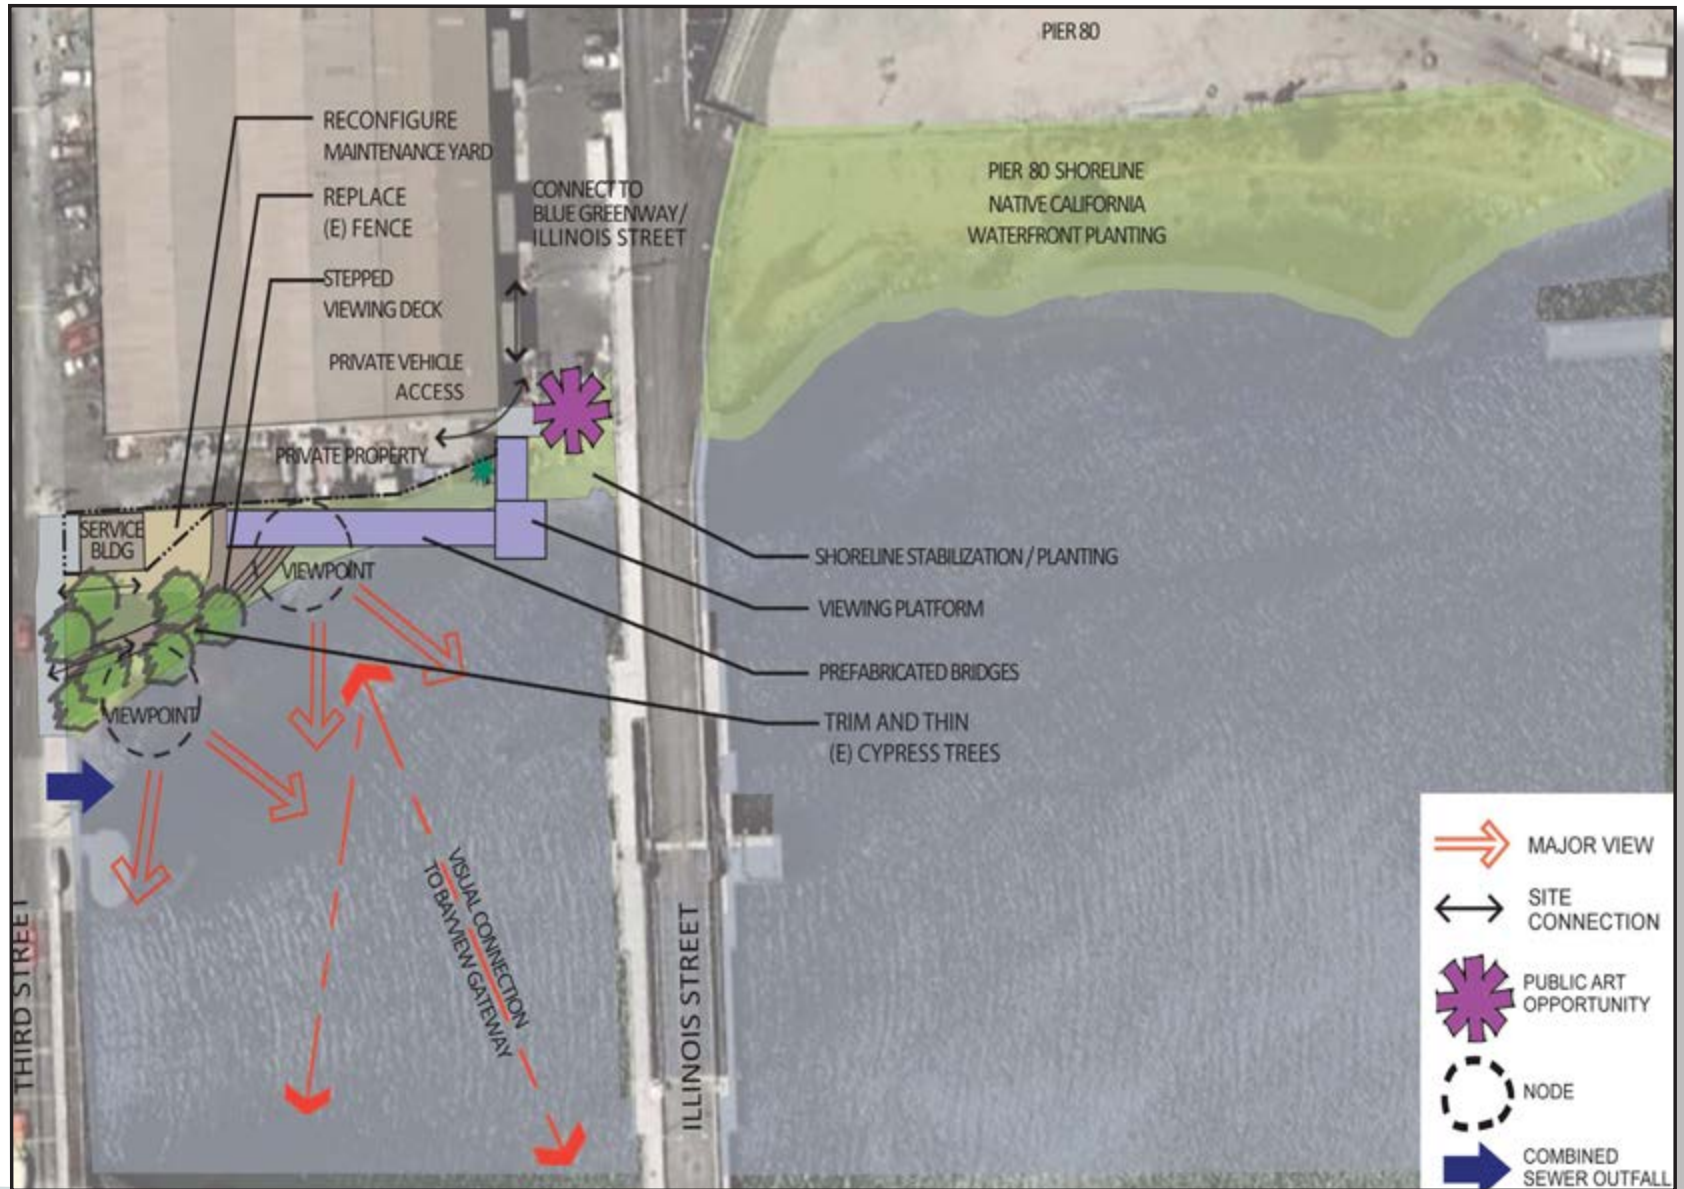 PIER 80
RECONFIGURE
MAINTENANCE YARD
REPLACE
(E) FENCE
STEPPED
VIEWING DECK
PRIVATE VEHICLE
ACCESS
PRIVATE PROPERTY
CONNECT TO
BLUE GREENWAY/
ILLINOIS STREET
PIER 80 SHORELINE
NATIVE CALIFORNIA
WATERFRONT PLANTING
SERVICE
BLDG
VIEWPOINT
VIEWPOINT
SHORELINE STABILIZATION / PLANTING
VIEWING PLATFORM
PREFABRICATED BRIDGES
TRIM AND THIN
(E) CYPRESS TREES
VISUAL CONNECTION
TO BAYVIEW GATEWAY
THIRD STREET
ILLINOIS STREET
MAJOR VIEW
SITE
CONNECTION
PUBLIC ART
OPPORTUNITY
NODE
COMBINED
SEWER OUTFALL